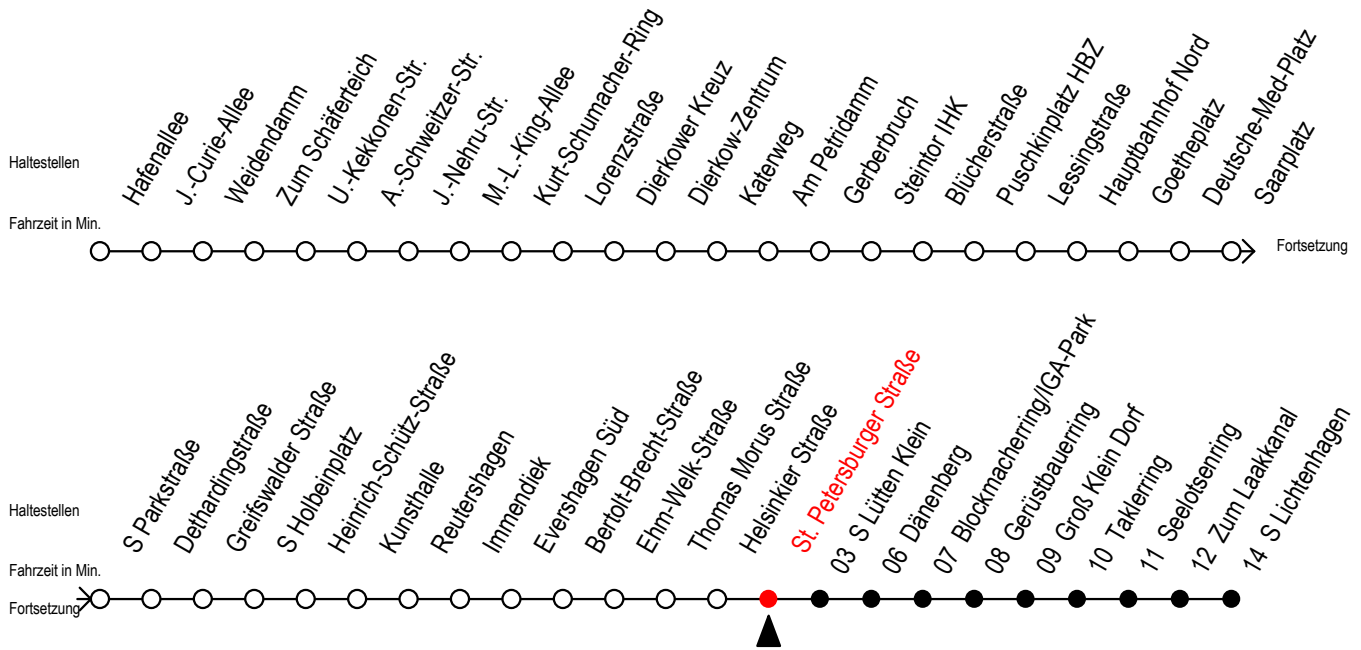 Haltestellen
Hafenallee
J.-Curie-Allee
Weidendamm
Zum Schäferteich
U.-Kekkonen-Str.
A.-Schweitzer-Str.
J.-Nehru-Str.
M.-L.-King-Allee
Kurt-Schumacher-Ring
Lorenzstraße
Dierkower Kreuz
Dierkow-Zentrum
Katerweg
Am Petridamm
Gerberbruch
Steintor IHK
Blücherstraße
Puschkinplatz HBZ
Lessingstraße
Hauptbahnhof Nord
Goetheplatz
Deutsche-Med-Platz
Saarplatz
Fahrzeit in Min.
Fortsetzung
Haltestellen
S Parkstraße
Dethardingstraße
Greifswalder Straße
S Holbeinplatz
Heinrich-Schütz-Straße
Kunsthalle
Reutershagen
Immendiek
Evershagen Süd
Bertolt-Brecht-Straße
Ehm-Welk-Straße
Thomas Morus Straße
Helsinkier Straße
St. Petersburger Straße
03 S Lütten Klein
06 Dänenberg
07 Blockmacherring/IGA-Park
08 Gerüstbauerring
09 Groß Klein Dorf
10 Taklerring
11 Seelotsenring
12 Zum Laakkanal
14 S Lichtenhagen
Fahrzeit in Min.
Fortsetzung